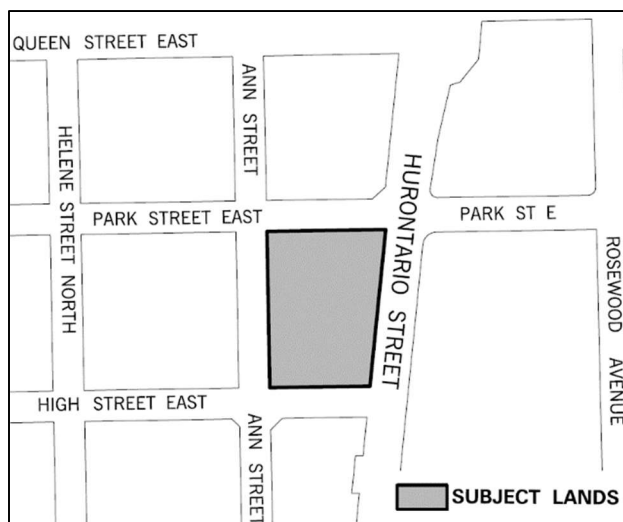 QUEEN STREET EAST
ANN STREET
HELENE STREET NORTH
HURONTARIO STREET
PARK STREET EAST
PARK ST E
ROSEWOOD AVENUE
HIGH STREET EAST
ANN STREET
SUBJECT LANDS